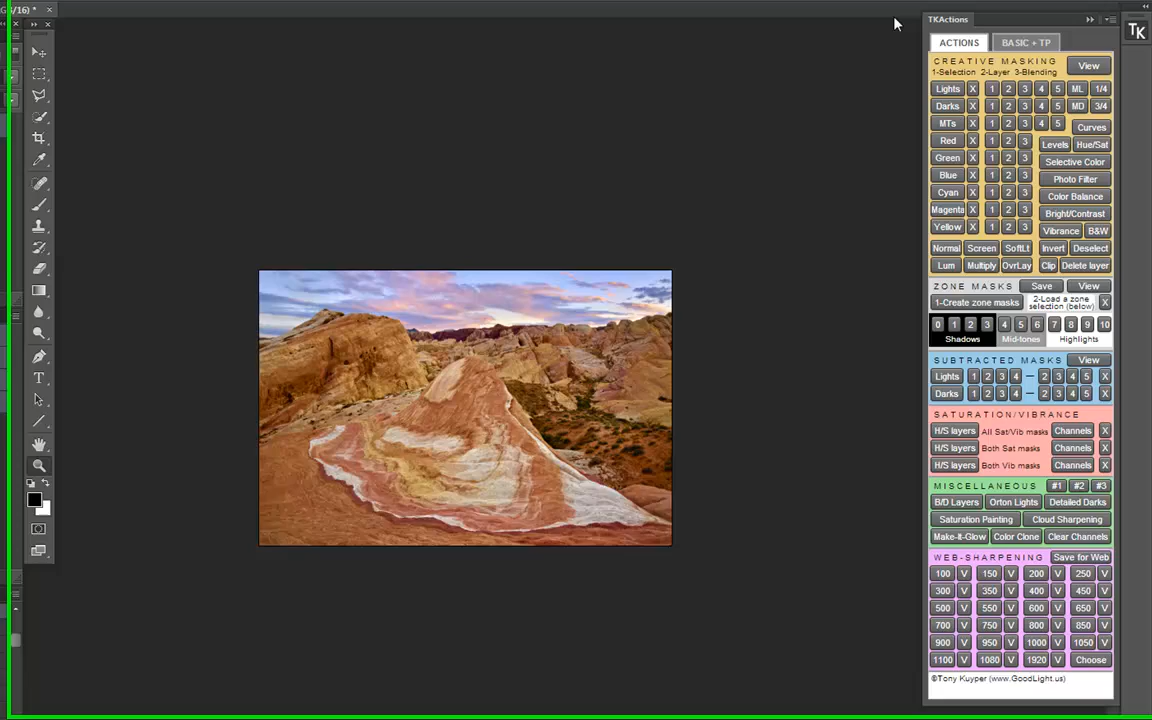 G3/16) *
TKActions
TK
ACTIONS BASIC + TP
CREATIVE MASKING View
1-Selection 2-Layer 3-Blending
Lights X 1 2 3 4 5 ML 1/4
Darks X 1 2 3 4 5 MD 3/4
MTs X 1 2 3 4 5 Curves
Red X 1 2 3 Levels Hue/Sat
Green X 1 2 3 Selective Color
Blue X 1 2 3 Photo Filter
Cyan X 1 2 3 Color Balance
Magenta X 1 2 3 Bright/Contrast
Yellow X 1 2 3 Vibrance B&W
Normal Screen SoftLt Invert Deselect
Lum Multiply OvrLay Clip Delete layer
ZONE MASKS Save View
1-Create zone masks 2-Load a zone selection (below) X
0 1 2 3 4 5 6 7 8 9 10
Shadows Mid-tones Highlights
SUBTRACTED MASKS View
Lights 1 2 3 4 — 2 3 4 5 X
Darks 1 2 3 4 — 2 3 4 5 X
SATURATION/VIBRANCE
H/S layers All Sat/Vib masks Channels X
H/S layers Both Sat masks Channels X
H/S layers Both Vib masks Channels X
MISCELLANEOUS #1 #2 #3
B/D Layers Orton Lights Detailed Darks
Saturation Painting Cloud Sharpening
Make-It-Glow Color Clone Clear Channels
WEB-SHARPENING Save for Web
100 V 150 V 200 V 250 V
300 V 350 V 400 V 450 V
500 V 550 V 600 V 650 V
700 V 750 V 800 V 850 V
900 V 950 V 1000 V 1050 V
1100 V 1080 V 1920 V Choose
©Tony Kuyper (www.GoodLight.us)